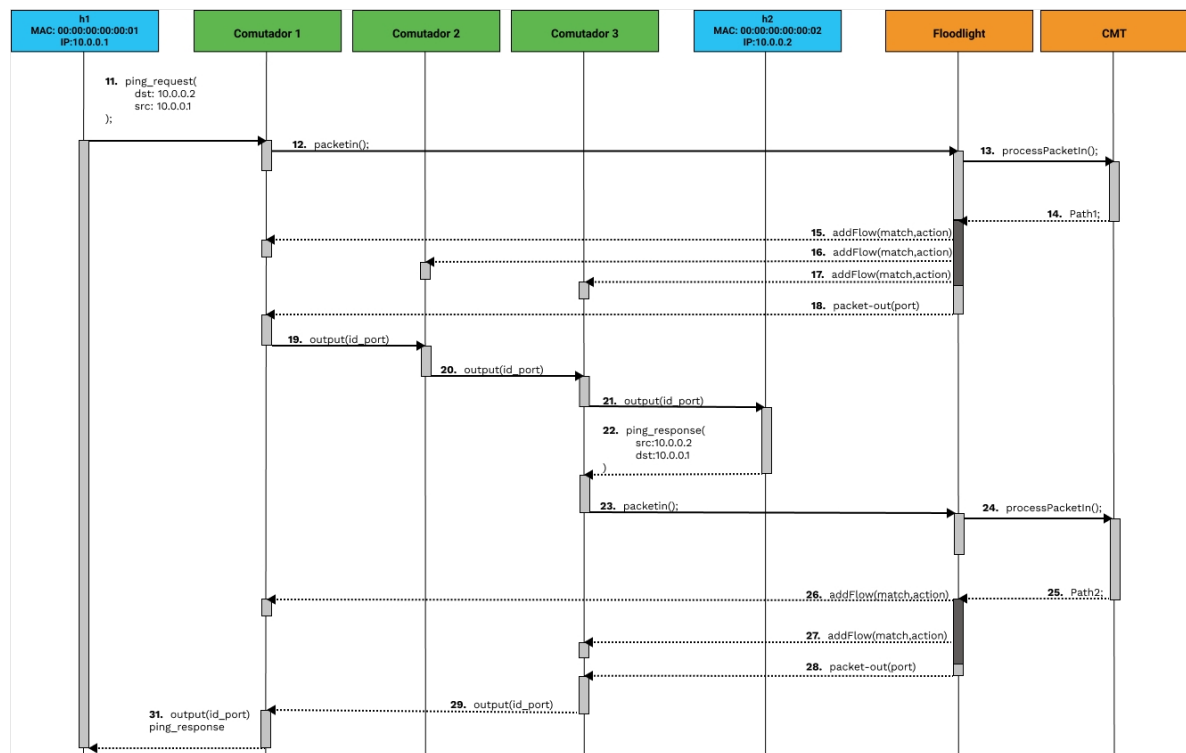 h1
MAC: 00:00:00:00:00:01
IP:10.0.0.1
Comutador 1
Comutador 2
Comutador 3
h2
MAC: 00:00:00:00:00:02
IP:10.0.0.2
Floodlight
CMT
11. ping_request(
dst: 10.0.0.2
src: 10.0.0.1
);
12. packetin();
13. processPacketIn();
14. Path1;
15. addFlow(match,action)
16. addFlow(match,action)
17. addFlow(match,action)
18. packet-out(port)
19. output(id_port)
20. output(id_port)
21. output(id_port)
22. ping_response(
src:10.0.0.2
dst:10.0.0.1
)
23. packetin();
24. processPacketIn();
25. Path2;
26. addFlow(match,action)
27. addFlow(match,action)
28. packet-out(port)
29. output(id_port)
31. output(id_port)
ping_response